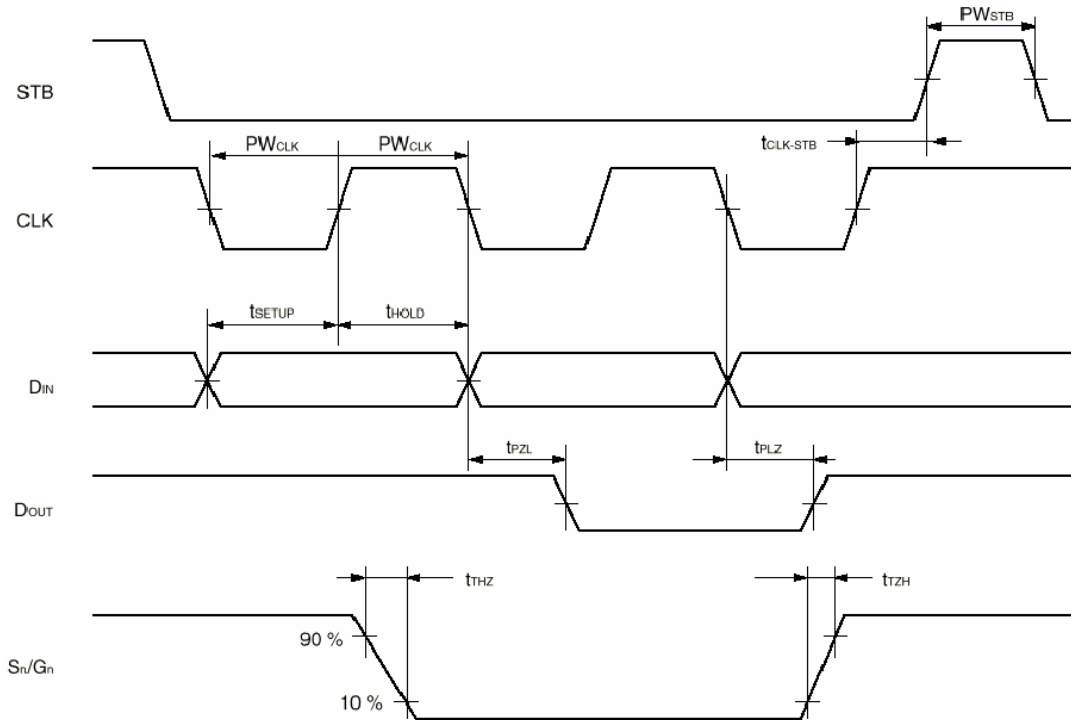 PWSTB
STB
tCLK-STB
PWCLK PWCLK
CLK
tSETUP tHOLD
DIN
tPZL tPLZ
DOUT
tTHZ tTZH
90 %
Sn/Gn
10 %